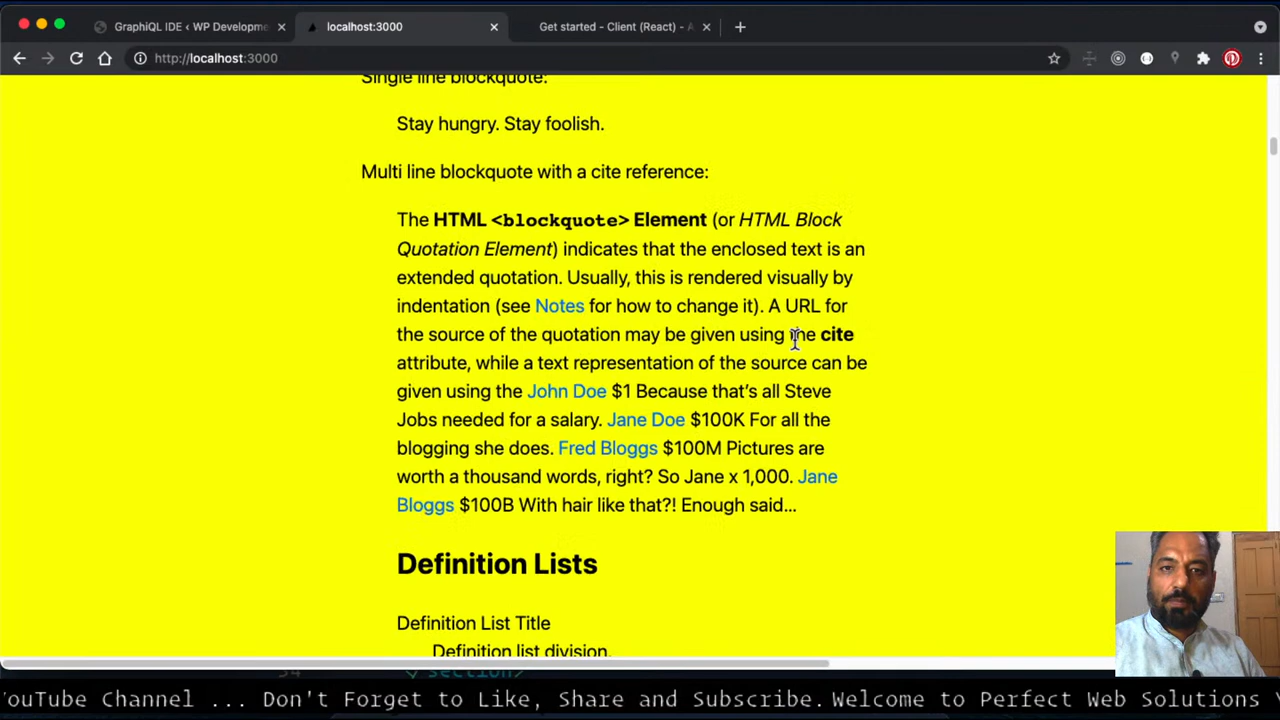 GraphiQL IDE ‹ WP Developme
localhost:3000
Get started - Client (React) - A
http://localhost:3000
Single line blockquote:
Stay hungry. Stay foolish.
Multi line blockquote with a cite reference:
The HTML <blockquote> Element (or HTML Block
Quotation Element) indicates that the enclosed text is an
extended quotation. Usually, this is rendered visually by
indentation (see Notes for how to change it). A URL for
the source of the quotation may be given using the cite
attribute, while a text representation of the source can be
given using the John Doe $1 Because that’s all Steve
Jobs needed for a salary. Jane Doe $100K For all the
blogging she does. Fred Bloggs $100M Pictures are
worth a thousand words, right? So Jane x 1,000. Jane
Bloggs $100B With hair like that?! Enough said…
Definition Lists
Definition List Title
Definition list division.
34 </section>
YouTube Channel ... Don't Forget to Like, Share and Subscribe. Welcome to Perfect Web Solutions Y